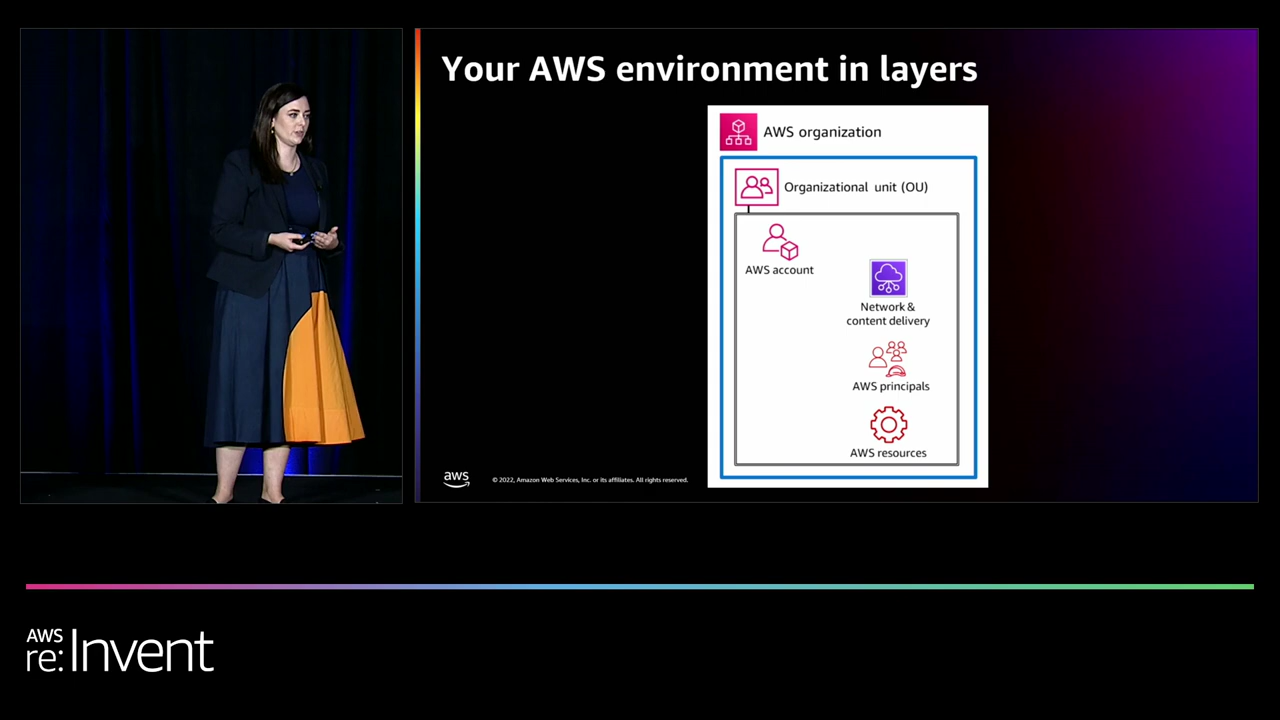 Your AWS environment in layers
AWS organization
Organizational unit (OU)
AWS account
Network &
content delivery
AWS principals
AWS resources
aws
© 2022, Amazon Web Services, Inc. or its affiliates. All rights reserved.
AWS
re:Invent